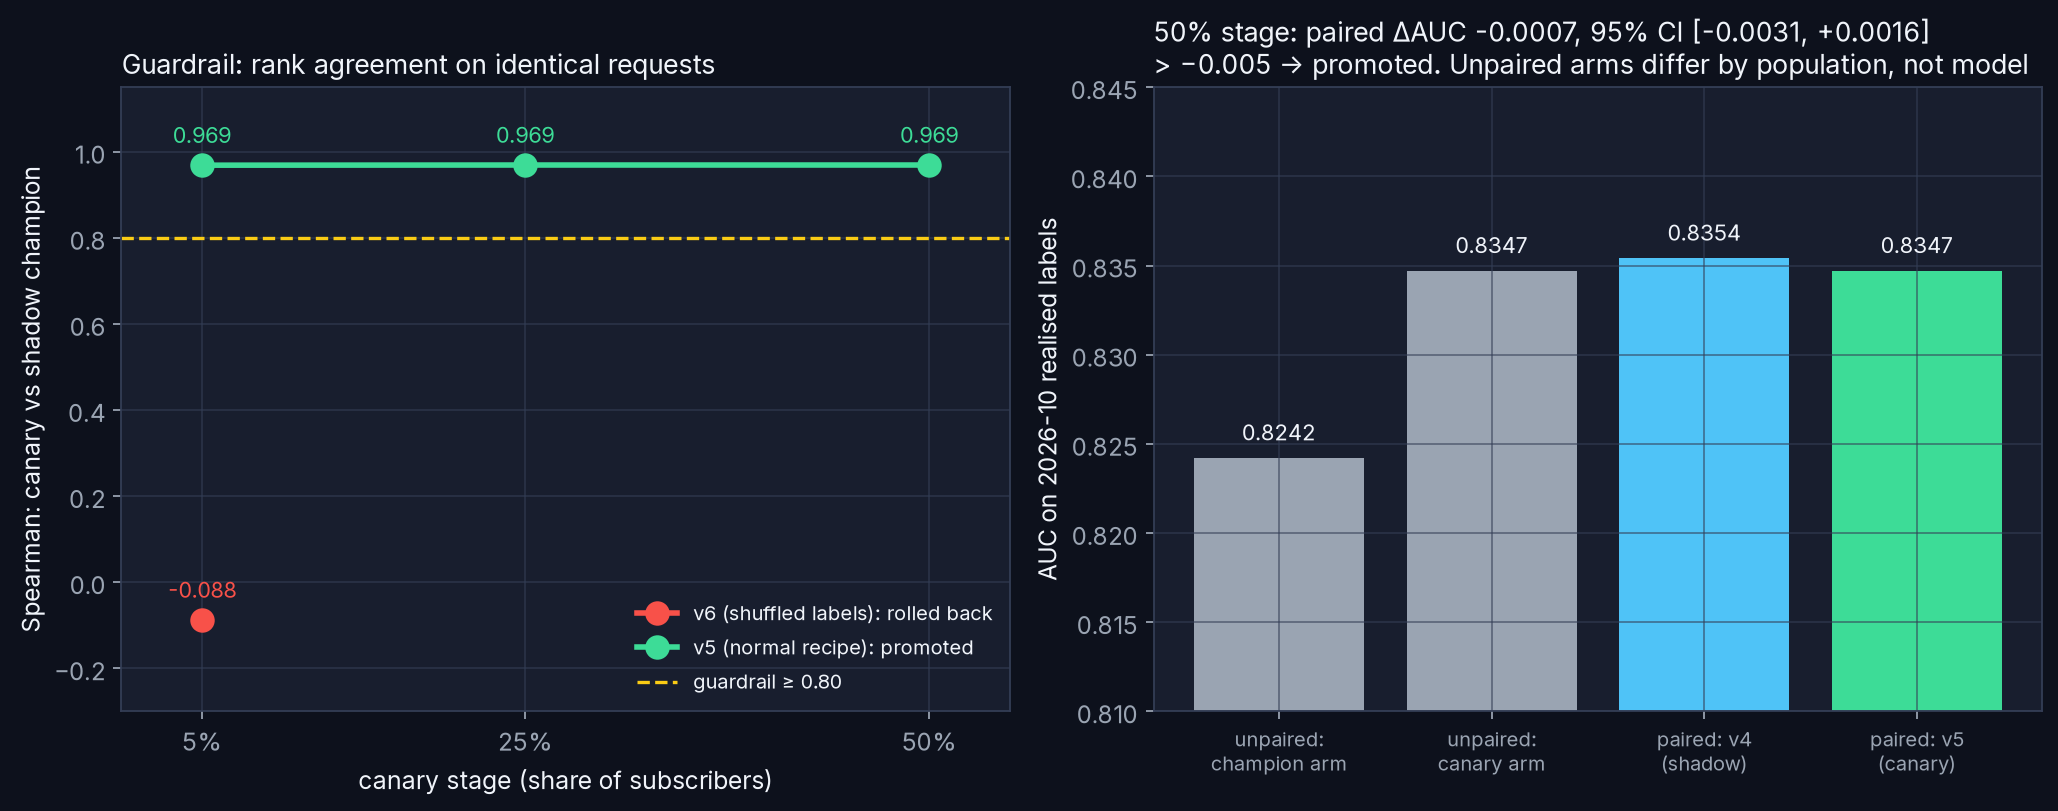 Guardrail: rank agreement on identical requests
Spearman: canary vs shadow champion
1.0
0.8
0.6
0.4
0.2
0.0
−0.2
0.969
0.969
0.969
-0.088
v6 (shuffled labels): rolled back
v5 (normal recipe): promoted
guardrail ≥ 0.80
5%
25%
50%
canary stage (share of subscribers)
50% stage: paired ΔAUC -0.0007, 95% CI [-0.0031, +0.0016]
> −0.005 → promoted. Unpaired arms differ by population, not model
AUC on 2026-10 realised labels
0.845
0.840
0.835
0.830
0.825
0.820
0.815
0.810
0.8242
0.8347
0.8354
0.8347
unpaired:
champion arm
unpaired:
canary arm
paired: v4
(shadow)
paired: v5
(canary)